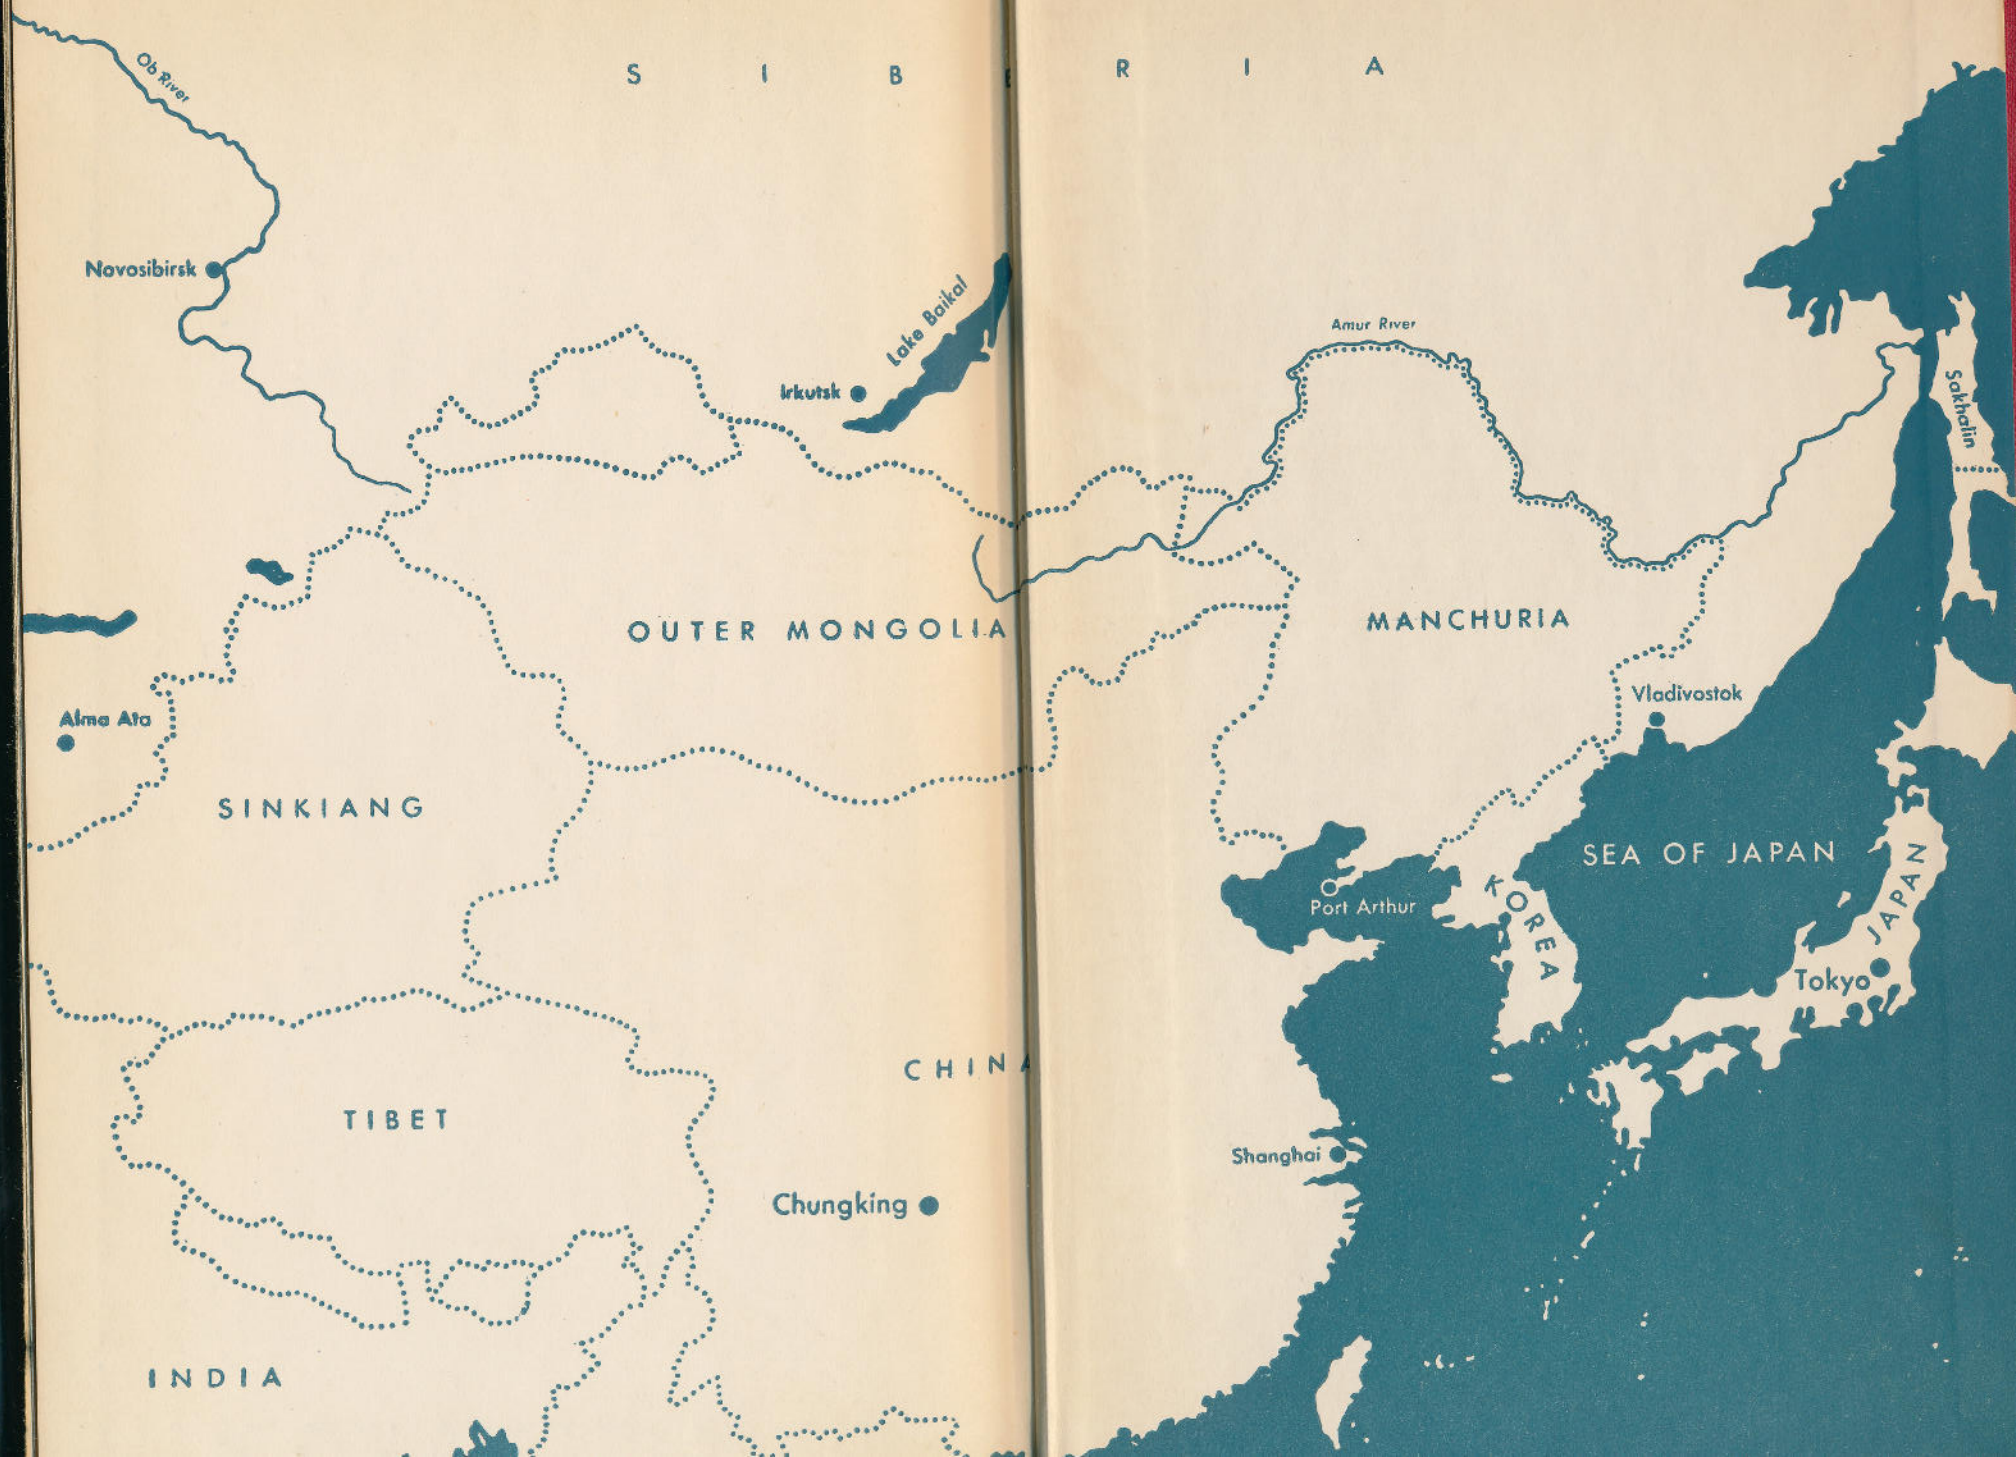 Ob River
S I B E R I A
Novosibirsk
Lake Baikal
Irkutsk
Amur River
Sakhalin
OUTER MONGOLIA
MANCHURIA
Vladivostok
Alma Ata
SINKIANG
SEA OF JAPAN
JAPAN
KOREA
Port Arthur
Tokyo
CHINA
TIBET
Shanghai
Chungking
INDIA